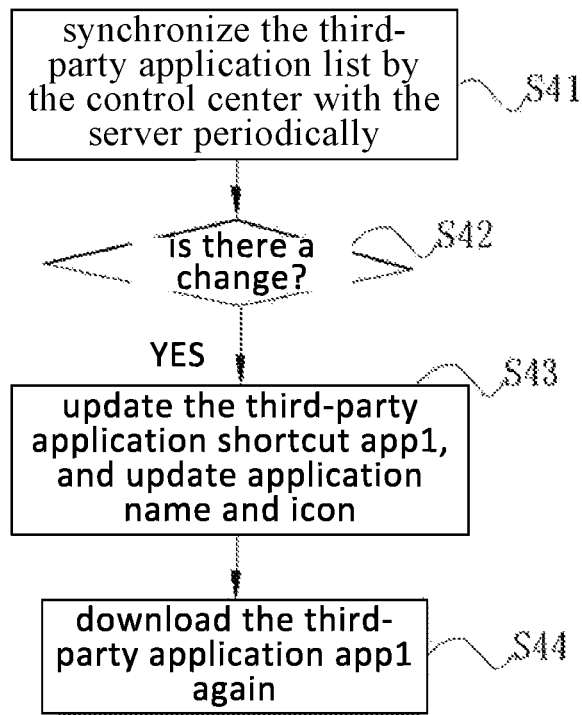 synchronize the third-
party application list by
the control center with the
server periodically
S41
is there a
change?
S42
YES
S43
update the third-party
application shortcut app1,
and update application
name and icon
download the third-
party application app1
again
S44